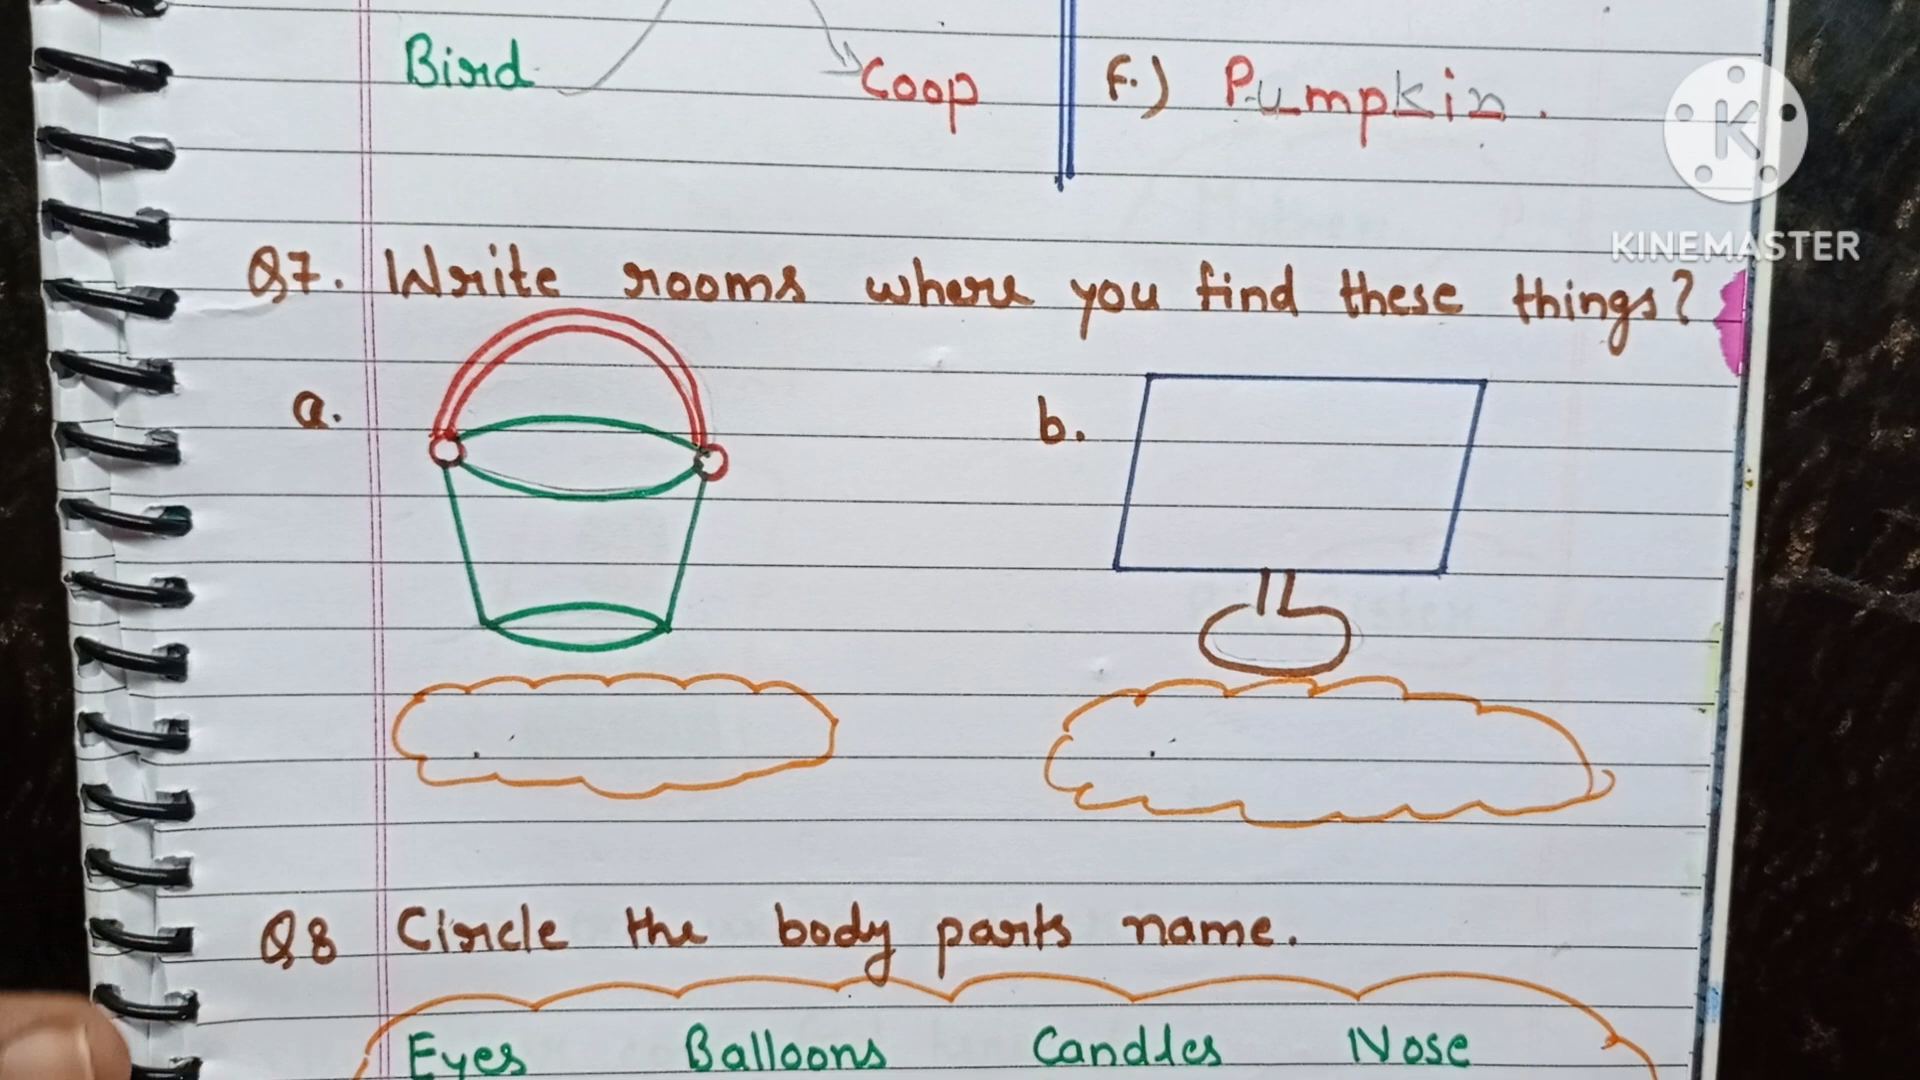 Bird
Coop
F.) Pumpkin.
K
KINEMASTER
Q7. Write rooms where you find these things?
a.
b.
Q8 Circle the body parts name.
Eyes Balloons Candles Nose